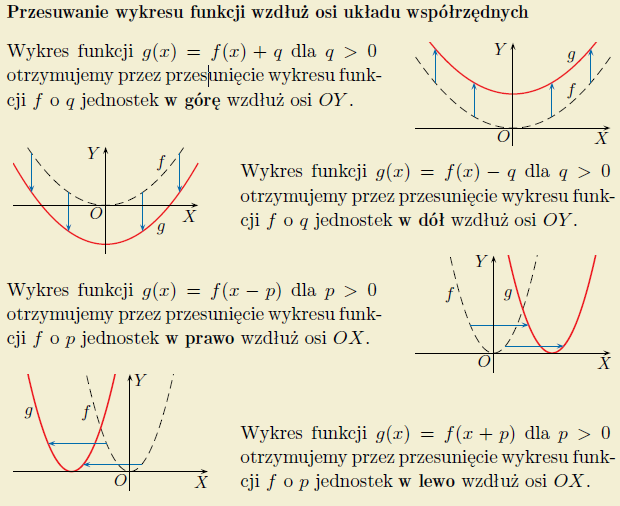 Przesuwanie wykresu funkcji wzdłuż osi układu współrzędnych
Wykres funkcji g(x) = f(x) + q dla q > 0
otrzymujemy przez przesunięcie wykresu funk-
cji f o q jednostek w górę wzdłuż osi OY.
Y
g
f
O
X
Y
f
O
X
g
Wykres funkcji g(x) = f(x) − q dla q > 0
otrzymujemy przez przesunięcie wykresu funk-
cji f o q jednostek w dół wzdłuż osi OY.
Wykres funkcji g(x) = f(x − p) dla p > 0
otrzymujemy przez przesunięcie wykresu funk-
cji f o p jednostek w prawo wzdłuż osi OX.
Y
f
g
O
X
Y
g
f
O
X
Wykres funkcji g(x) = f(x + p) dla p > 0
otrzymujemy przez przesunięcie wykresu funk-
cji f o p jednostek w lewo wzdłuż osi OX.